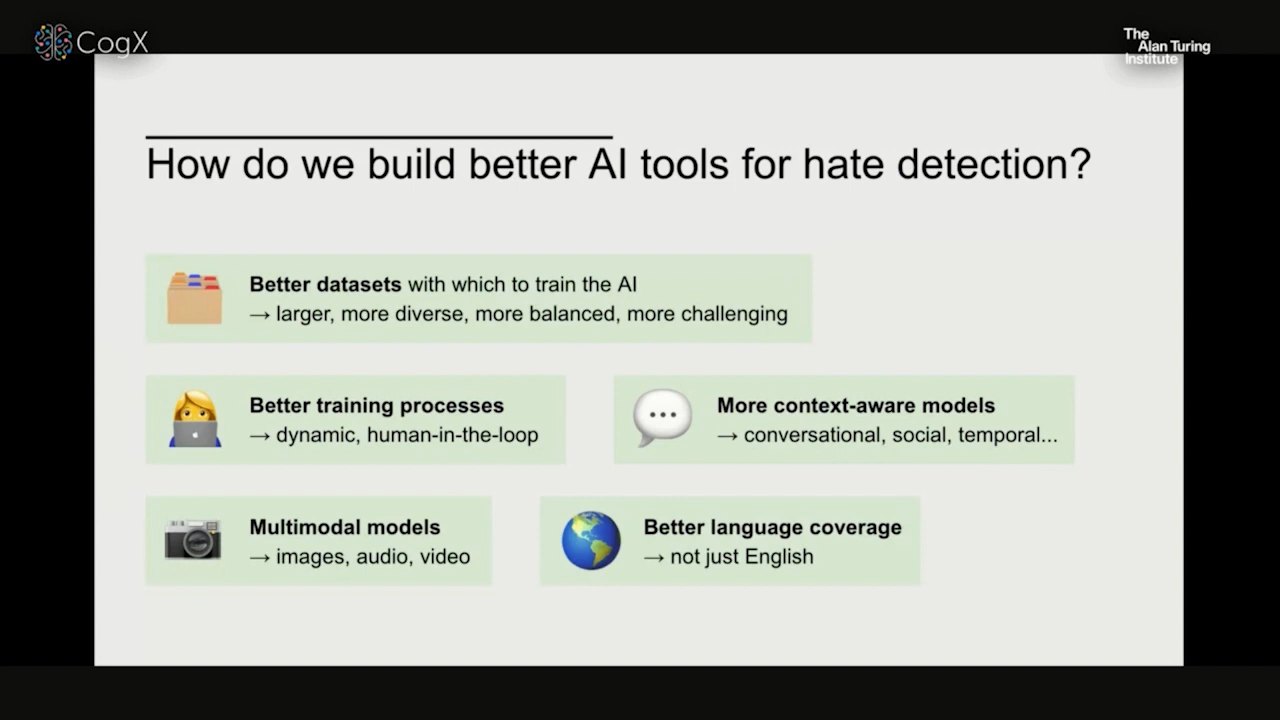 CogX
The
Alan Turing
Institute
How do we build better AI tools for hate detection?
Better datasets with which to train the AI
→ larger, more diverse, more balanced, more challenging
Better training processes
→ dynamic, human-in-the-loop
More context-aware models
→ conversational, social, temporal...
Multimodal models
→ images, audio, video
Better language coverage
→ not just English